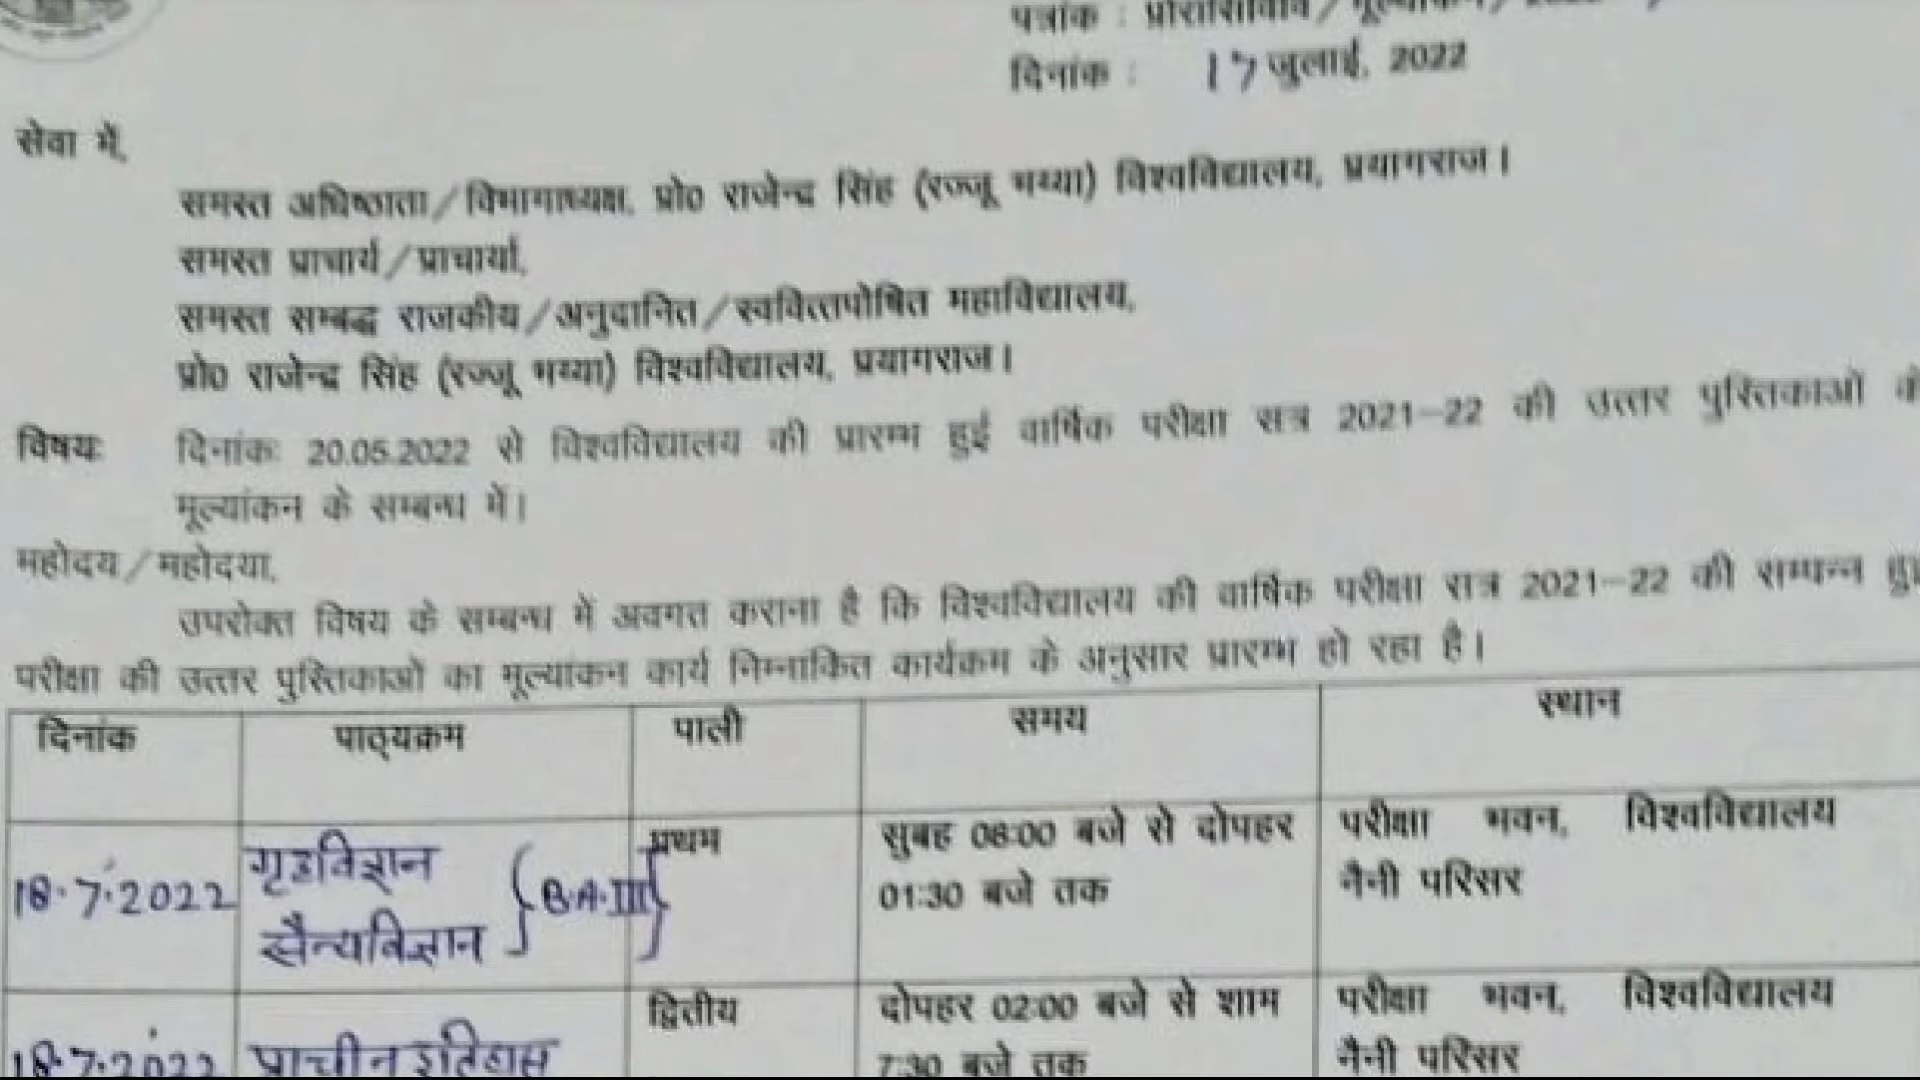 पत्रांक :
दिनांक : 17 जुलाई, 2022
सेवा में,
समस्त अधिष्ठाता/विभागाध्यक्ष, प्रो0 राजेन्द्र सिंह (रज्जू भय्या) विश्वविद्यालय, प्रयागराज।
समस्त प्राचार्य/प्राचार्या,
समस्त सम्बद्ध राजकीय/अनुदानित/स्ववित्तपोषित महाविद्यालय,
प्रो0 राजेन्द्र सिंह (रज्जू भय्या) विश्वविद्यालय, प्रयागराज।
विषयः दिनांकः 20.05.2022 से विश्वविद्यालय की प्रारम्भ हुई वार्षिक परीक्षा सत्र 2021-22 की उत्तर पुस्तिकाओं
मूल्यांकन के सम्बन्ध में।
महोदय/महोदया,
उपरोक्त विषय के सम्बन्ध में अवगत कराना है कि विश्वविद्यालय की वार्षिक परीक्षा सत्र 2021-22 की सम्पन्न
परीक्षा की उत्तर पुस्तिकाओं का मूल्यांकन कार्य निम्नांकित कार्यक्रम के अनुसार प्रारम्भ हो रहा है।
दिनांक पाठ्यक्रम पाली समय स्थान
18.7.2022 गृहविज्ञान सैन्यविज्ञान (B.A.III) प्रथम सुबह 08:00 बजे से दोपहर परीक्षा भवन, विश्वविद्यालय
01:30 बजे तक नैनी परिसर
18.7.2022 प्राचीन इतिहास द्वितीय दोपहर 02:00 बजे से शाम परीक्षा भवन, विश्वविद्यालय
7:30 बजे तक नैनी परिसर